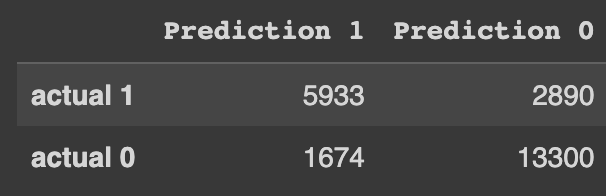 Prediction 1 Prediction 0
actual 1 5933 2890
actual 0 1674 13300